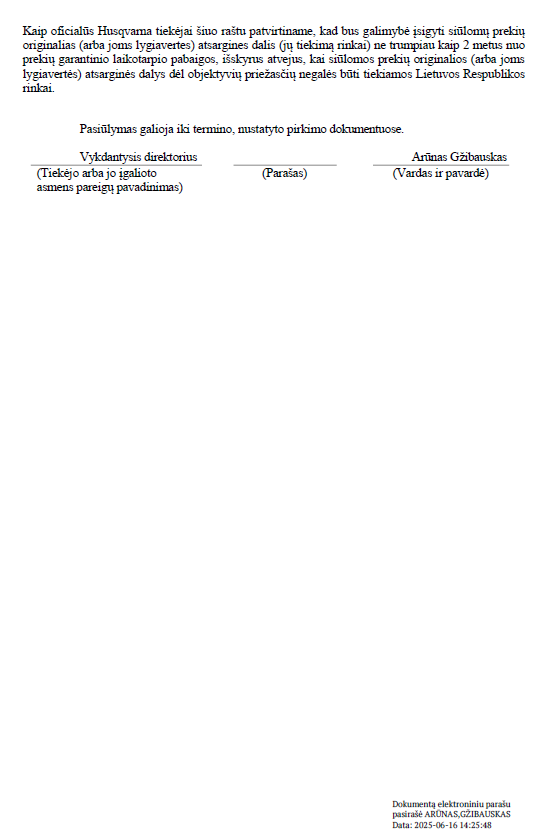 Kaip oficialūs Husqvarna tiekėjai šiuo raštu patvirtiname, kad bus galimybė įsigyti siūlomų prekių
originalias (arba joms lygiavertes) atsargines dalis (jų tiekimą rinkai) ne trumpiau kaip 2 metus nuo
prekių garantinio laikotarpio pabaigos, išskyrus atvejus, kai siūlomos prekių originalios (arba joms
lygiavertės) atsarginės dalys dėl objektyvių priežasčių negalės būti tiekiamos Lietuvos Respublikos
rinkai.
Pasiūlymas galioja iki termino, nustatyto pirkimo dokumentuose.
Vykdantysis direktorius Arūnas Gžibauskas
(Tiekėjo arba jo įgalioto (Parašas) (Vardas ir pavardė)
asmens pareigų pavadinimas)
Dokumentą elektroniniu parašu
pasirašė ARŪNAS,GŽIBAUSKAS
Data: 2025-06-16 14:25:48